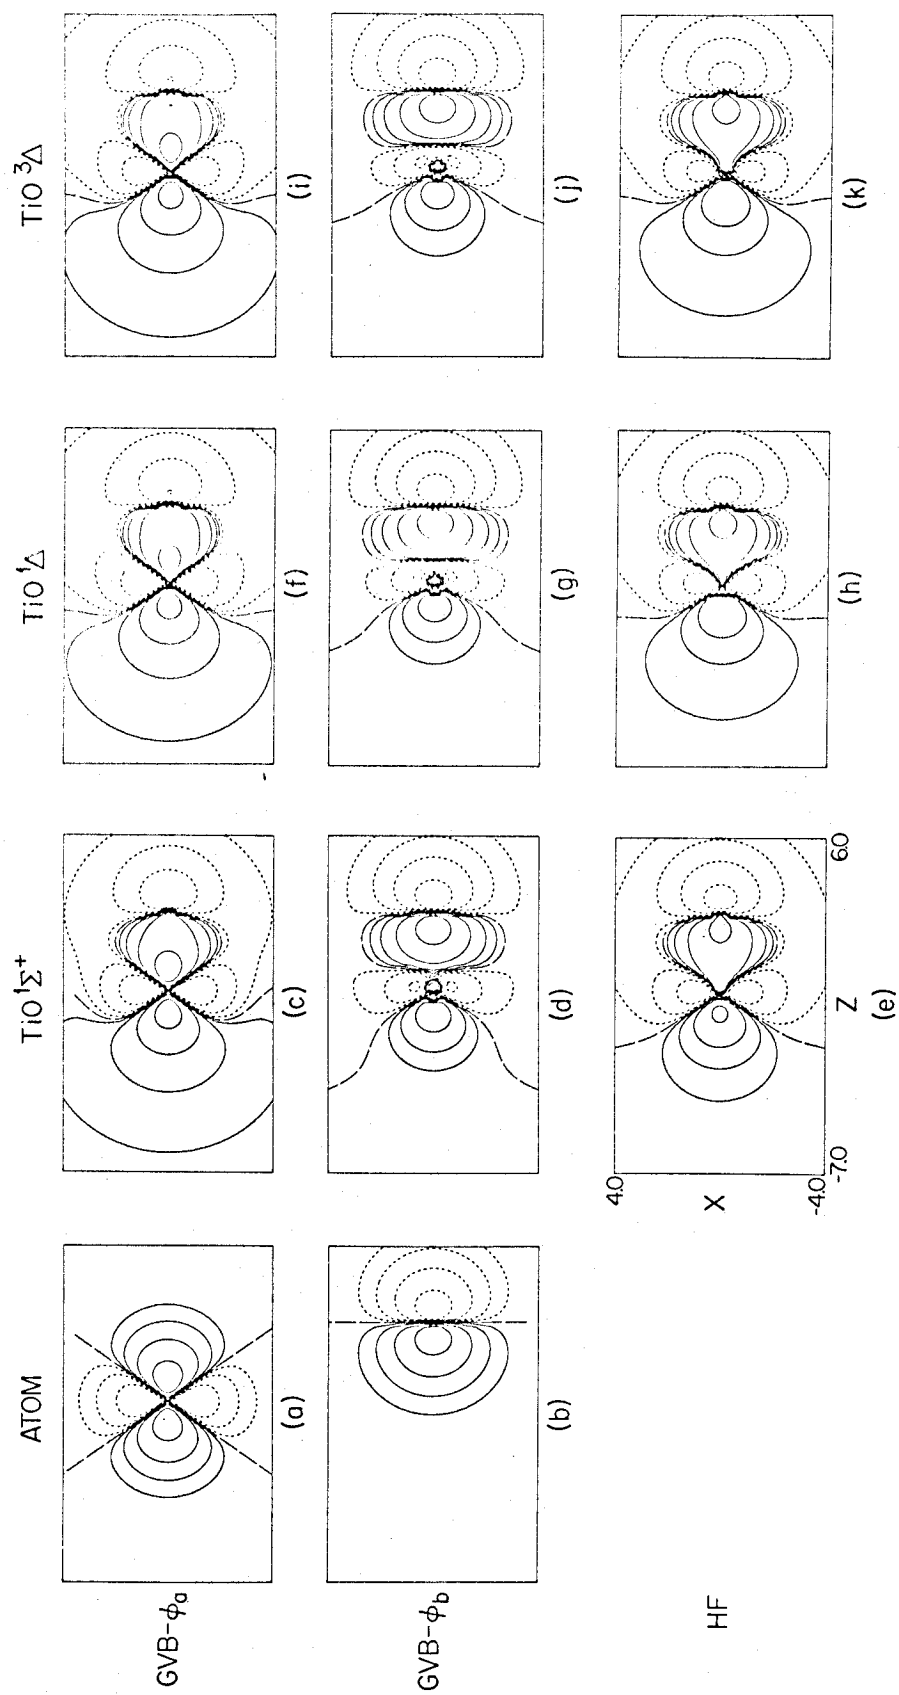 ATOM
TiO ¹Σ⁺
TiO ¹Δ
TiO ³Δ
GVB-ϕa
(a)
(c)
(f)
(i)
GVB-ϕb
(b)
(d)
(g)
(j)
HF
4.0
X
-4.0
-7.0
Z
6.0
(e)
(h)
(k)